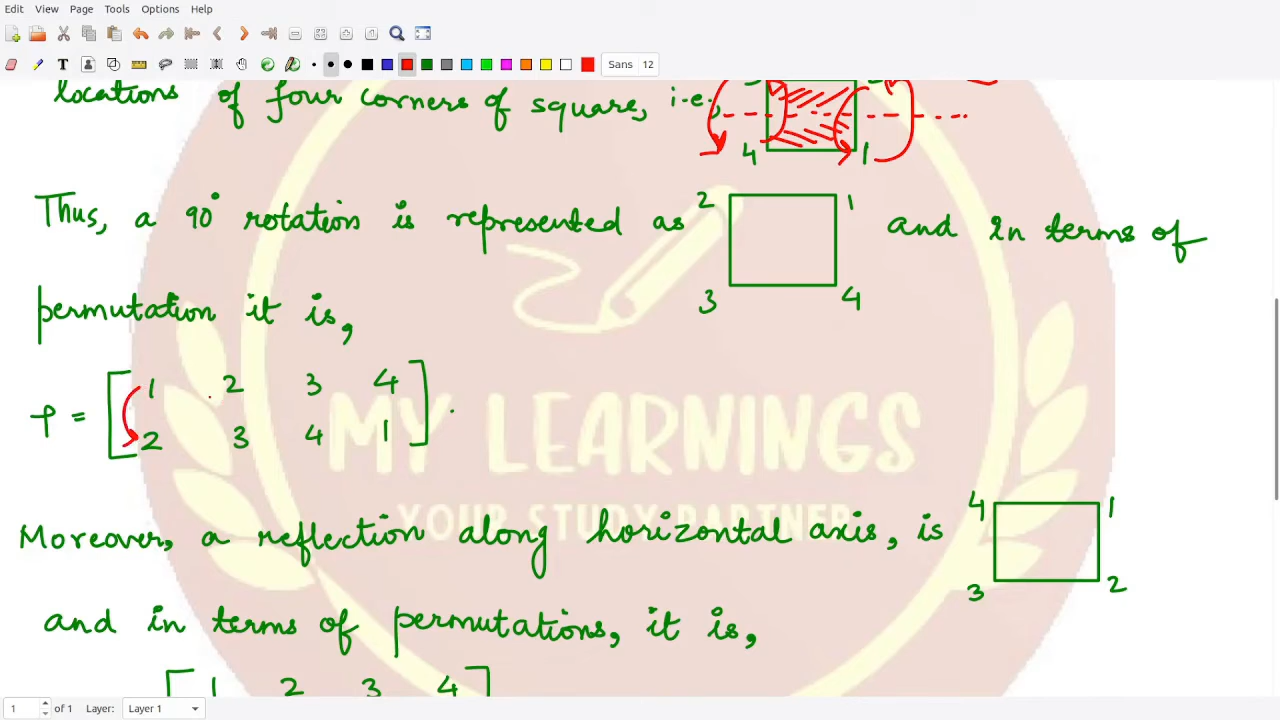 Edit View Page Tools Options Help
Sans 12
locations of four corners of square, i.e.,
4 1
Thus, a 90° rotation is represented as 2 1 and in terms of
3 4
permutation it is,
1 2 3 4
ρ =
2 3 4 1
MY LEARNINGS
YOUR STUDY PARTNER
Moreover, a reflection along horizontal axis, is 4 1
3 2
and in terms of permutations, it is,
1 2 3 4
1 of 1 Layer: Layer 1